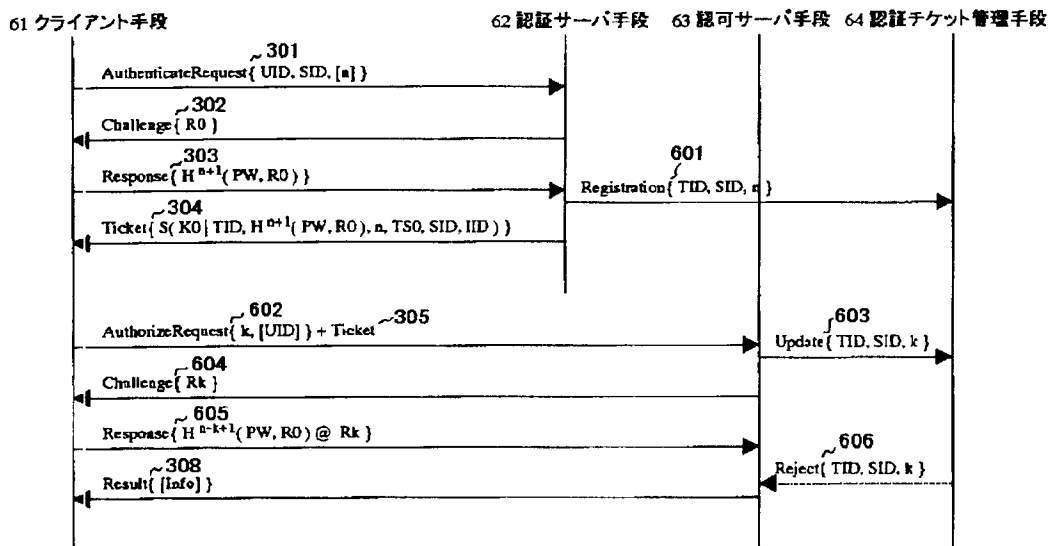 61 クライアント手段
62 認証サーバ手段
63 認可サーバ手段
64 認証チケット管理手段
301
AuthenticateRequest{ UID, SID, [n] }
302
Challenge{ R0 }
303
Response{ H^n+1( PW, R0) }
601
Registration{ TID, SID, n }
304
Ticket{ S( K0 | TID, H^n+1( PW, R0), n, TS0, SID, IID ) }
602
AuthorizeRequest{ k, [UID] } + Ticket
305
603
Update{ TID, SID, k }
604
Challenge{ Rk }
605
Response{ H^n-k+1( PW, R0) @ Rk }
606
Reject{ TID, SID, k }
308
Result{ [Info] }